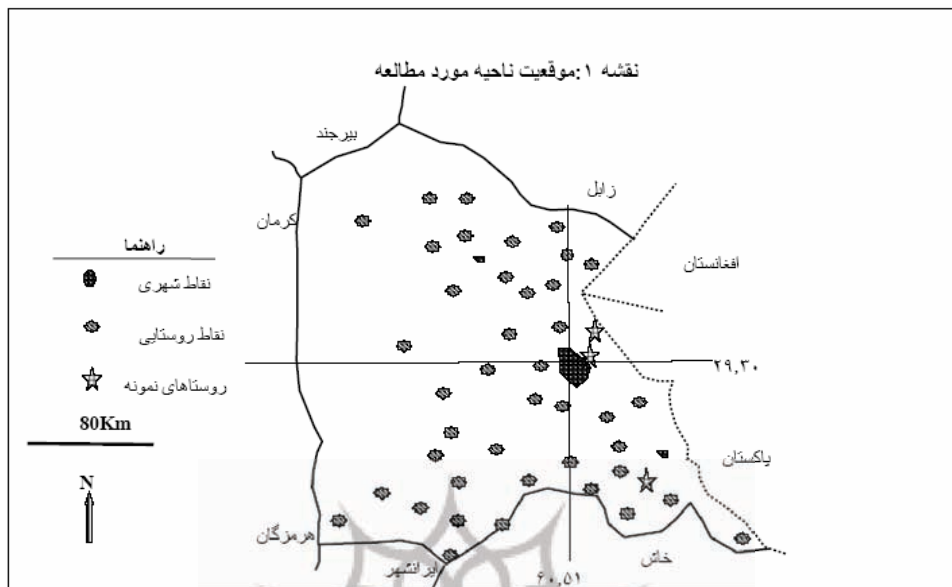 نقشه ۱:موقعیت ناحیه مورد مطالعه
بیرجند
زابل
کرمان
افغانستان
راهنما
نقاط شهری
نقاط روستایی
روستاهای نمونه
۲۹,۳۰
80Km
پاکستان
N
هرمزگان
ایرانشهر
خاش
۶۰,۵۱